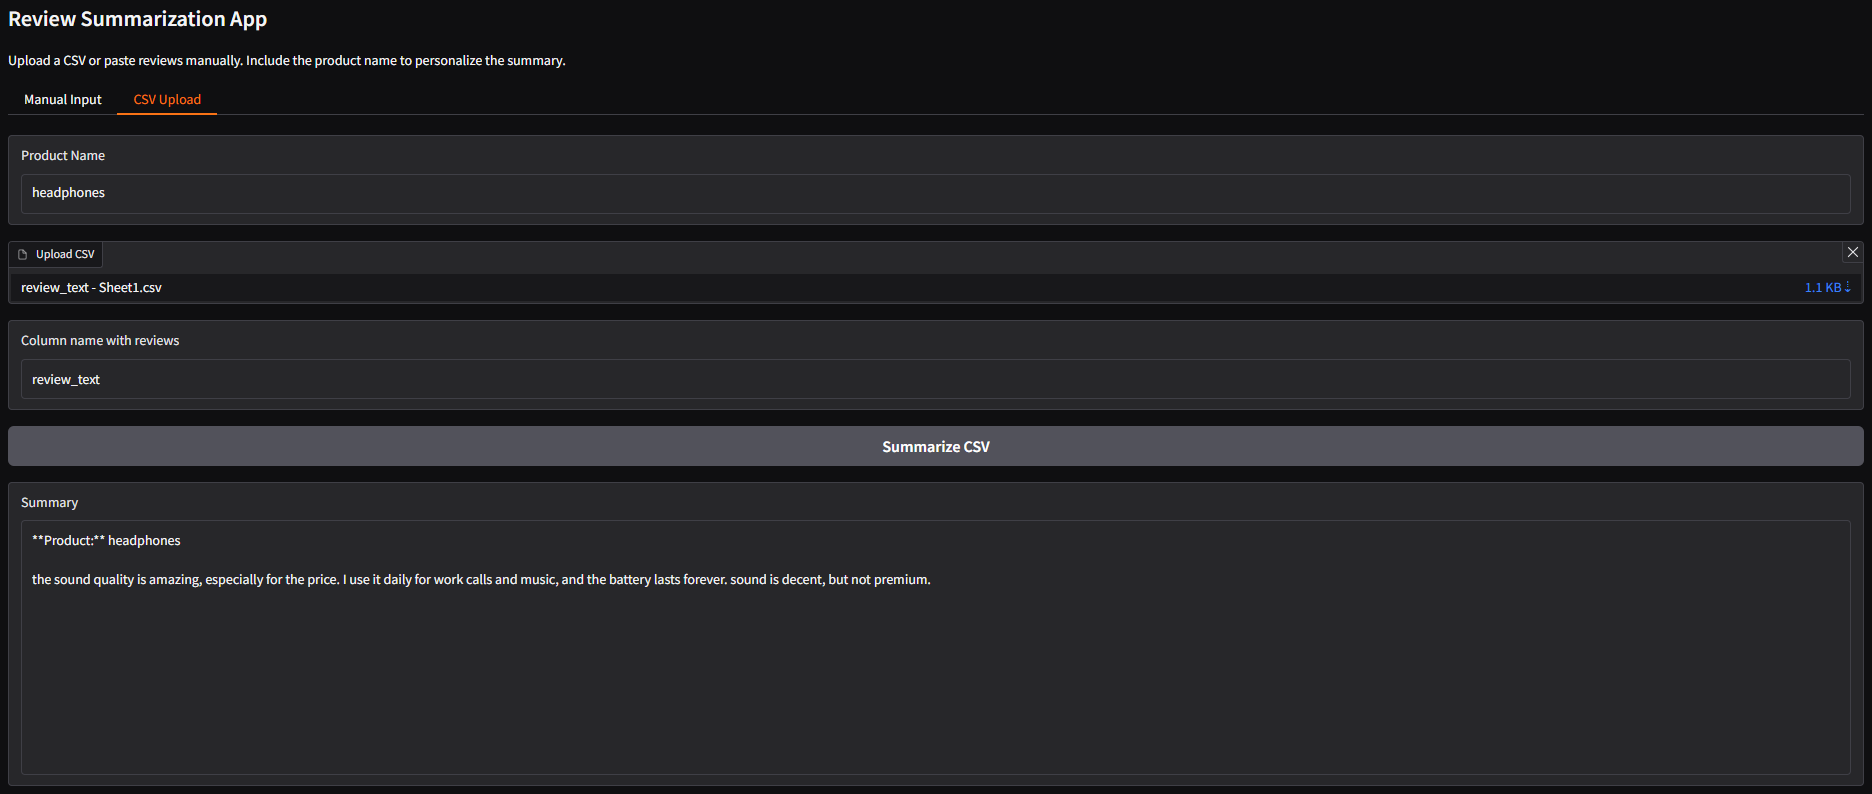 Review Summarization App
Upload a CSV or paste reviews manually. Include the product name to personalize the summary.
Manual Input
CSV Upload
Product Name
headphones
Upload CSV
review_text - Sheet1.csv
1.1 KB ⇣
Column name with reviews
review_text
Summarize CSV
Summary
**Product:** headphones
the sound quality is amazing, especially for the price. I use it daily for work calls and music, and the battery lasts forever. sound is decent, but not premium.